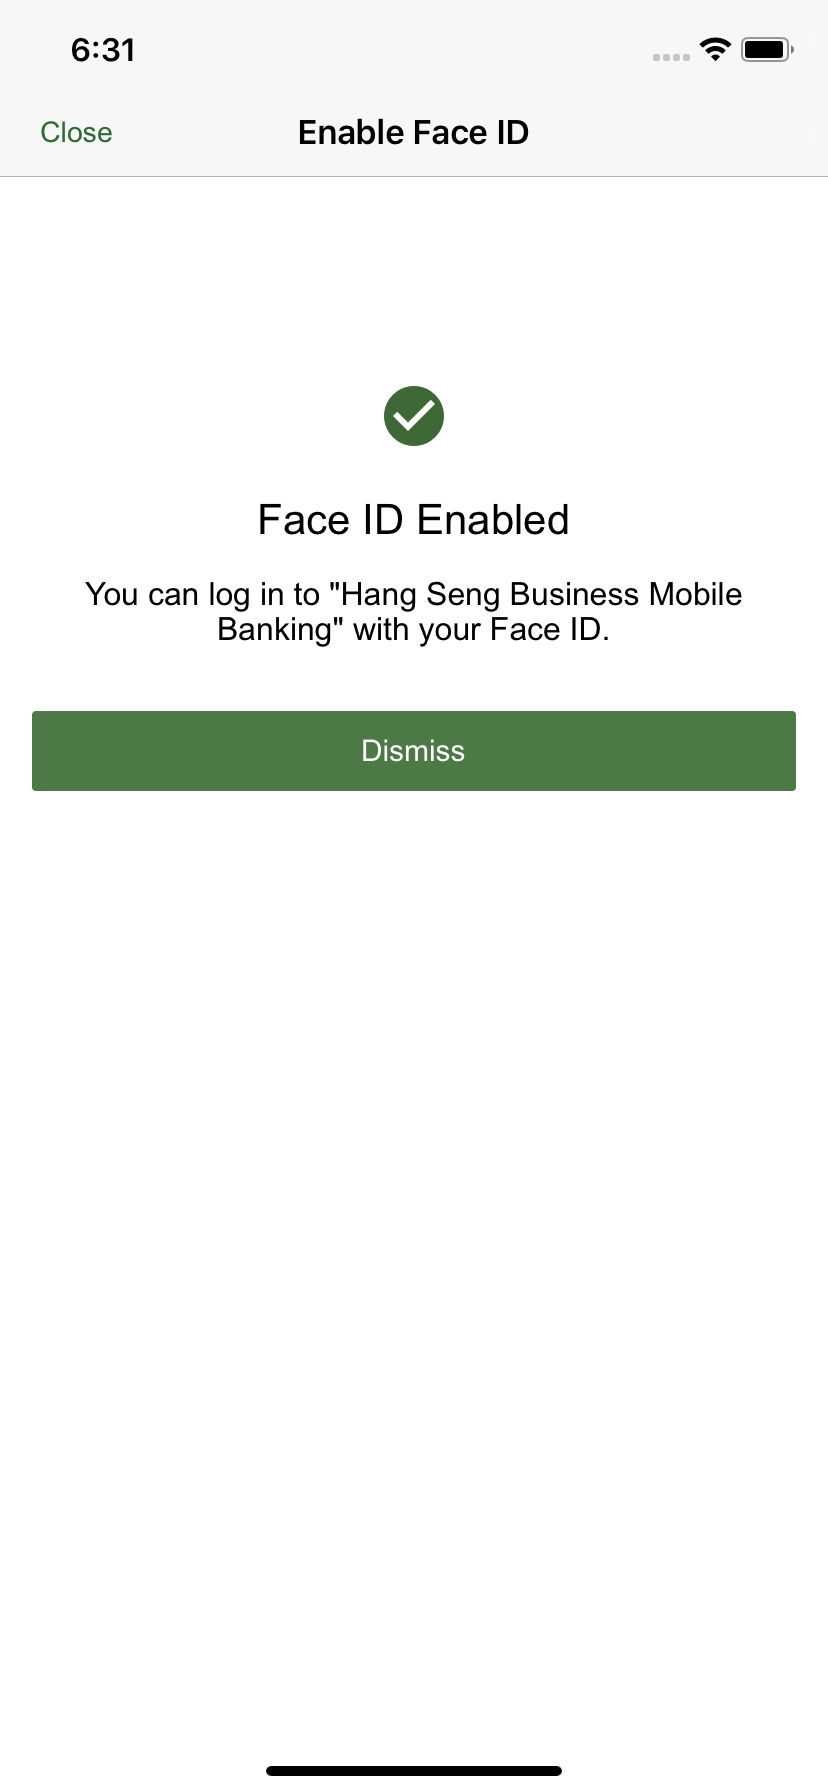 6:31
Close
Enable Face ID
Face ID Enabled
You can log in to "Hang Seng Business Mobile
Banking" with your Face ID.
Dismiss